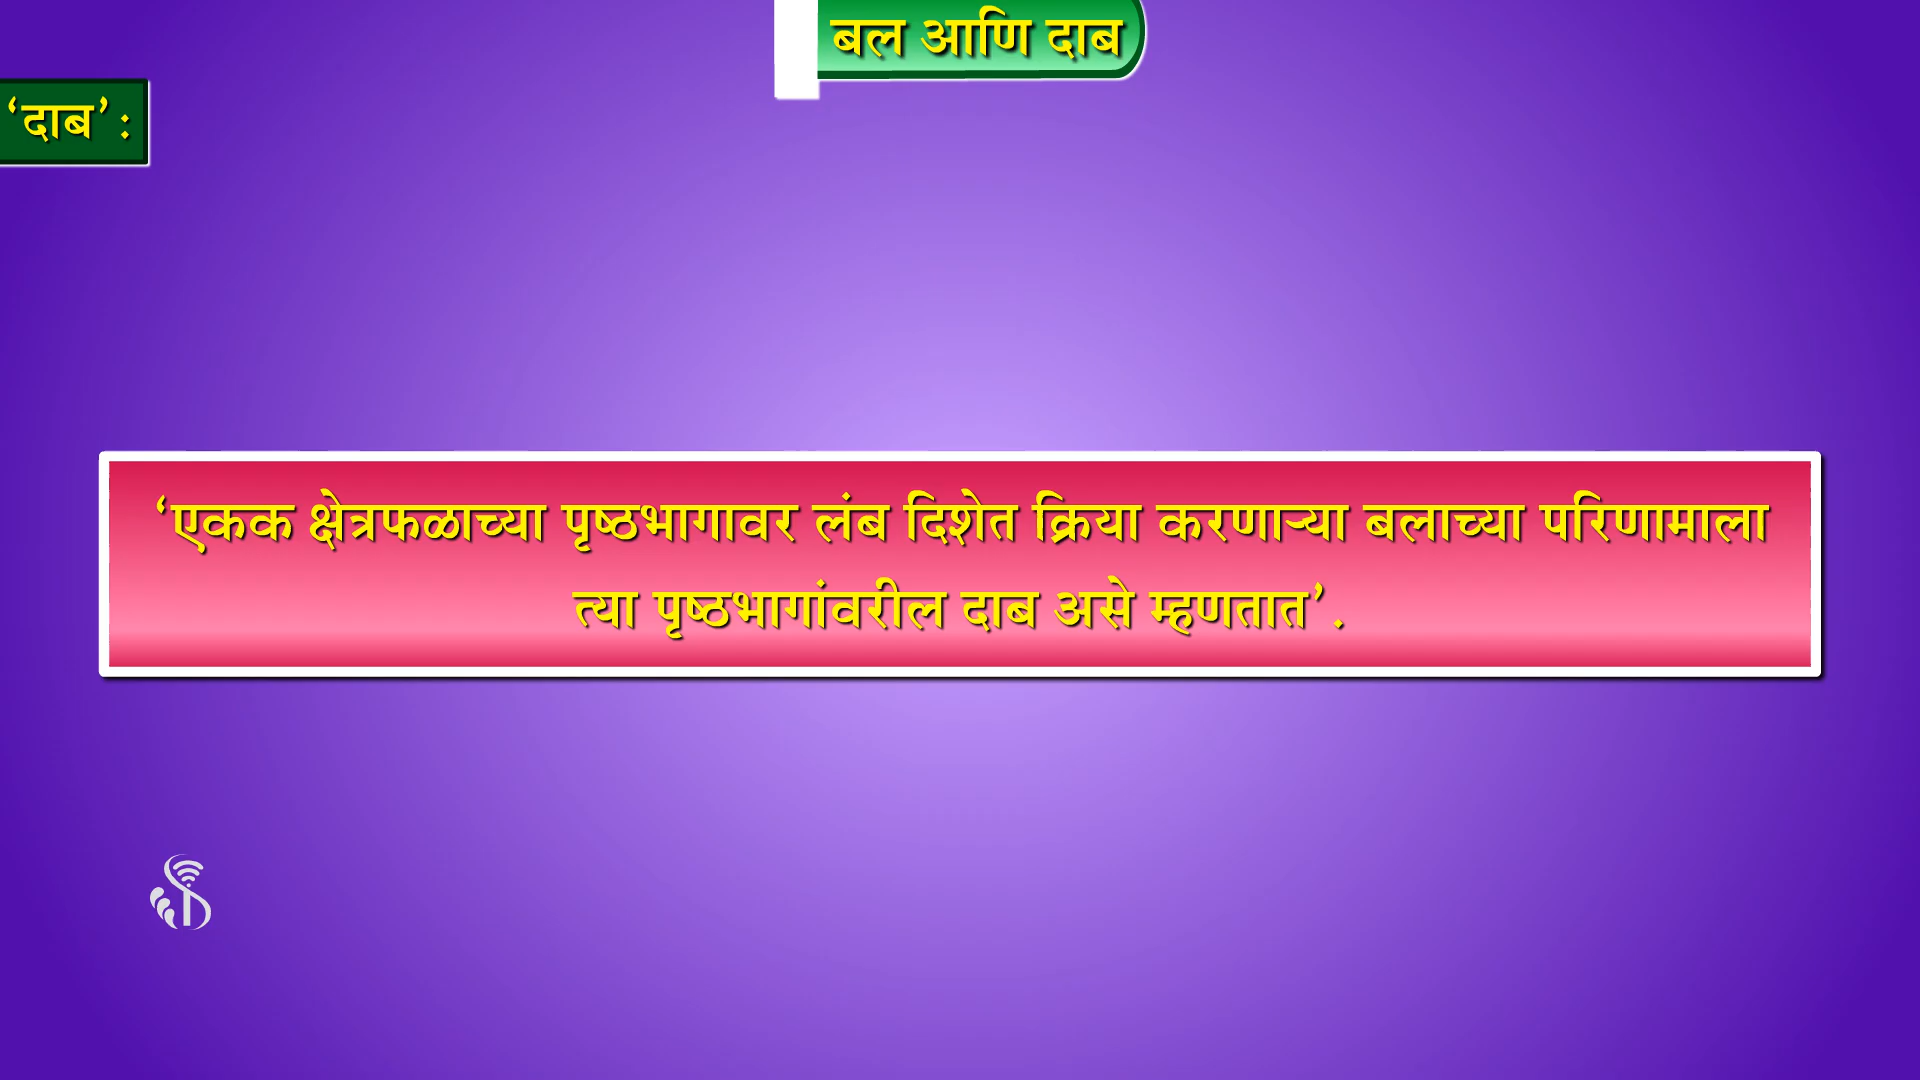 बल आणि दाब
‘दाब’ :
‘एकक क्षेत्रफळाच्या पृष्ठभागावर लंब दिशेत क्रिया करणाऱ्या बलाच्या परिणामाला
त्या पृष्ठभागांवरील दाब असे म्हणतात’.